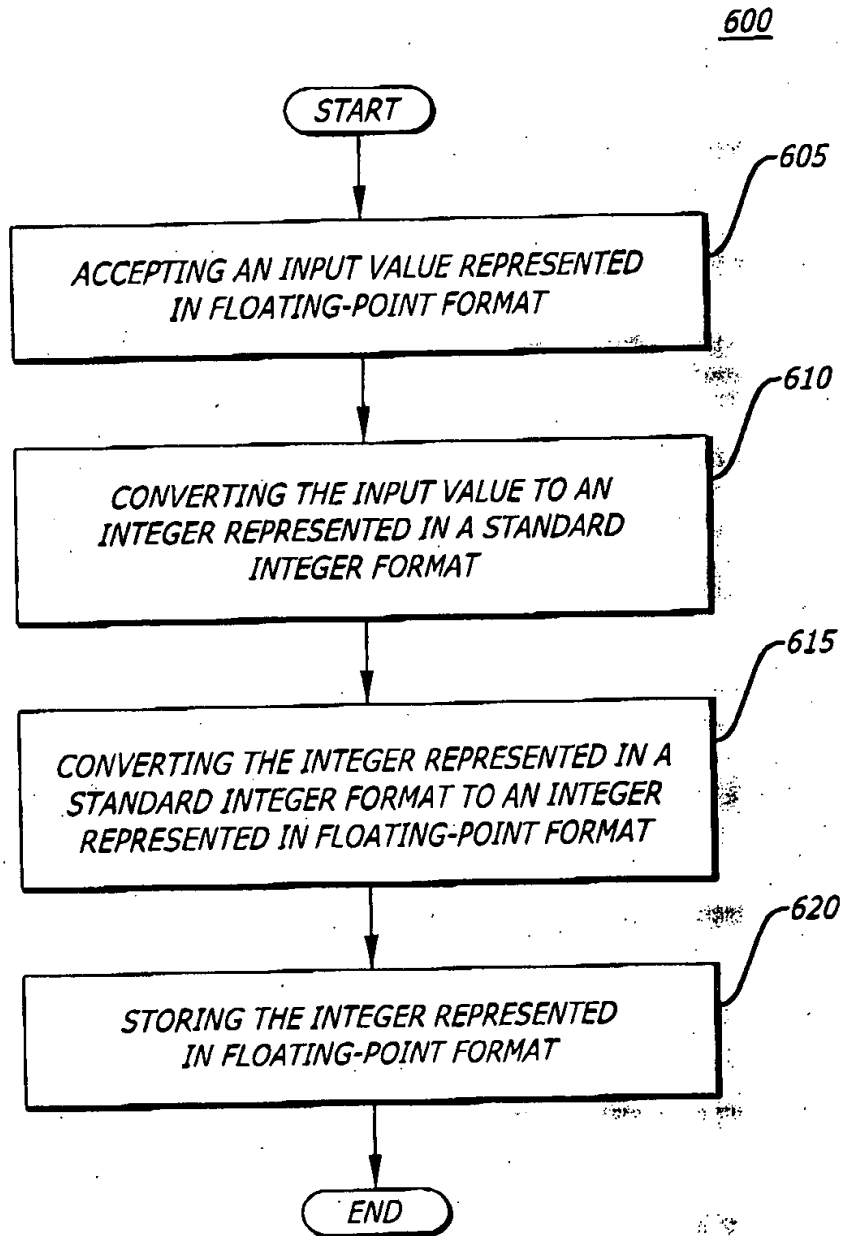 600
START
605
ACCEPTING AN INPUT VALUE REPRESENTED
IN FLOATING-POINT FORMAT
610
CONVERTING THE INPUT VALUE TO AN
INTEGER REPRESENTED IN A STANDARD
INTEGER FORMAT
615
CONVERTING THE INTEGER REPRESENTED IN A
STANDARD INTEGER FORMAT TO AN INTEGER
REPRESENTED IN FLOATING-POINT FORMAT
620
STORING THE INTEGER REPRESENTED
IN FLOATING-POINT FORMAT
END